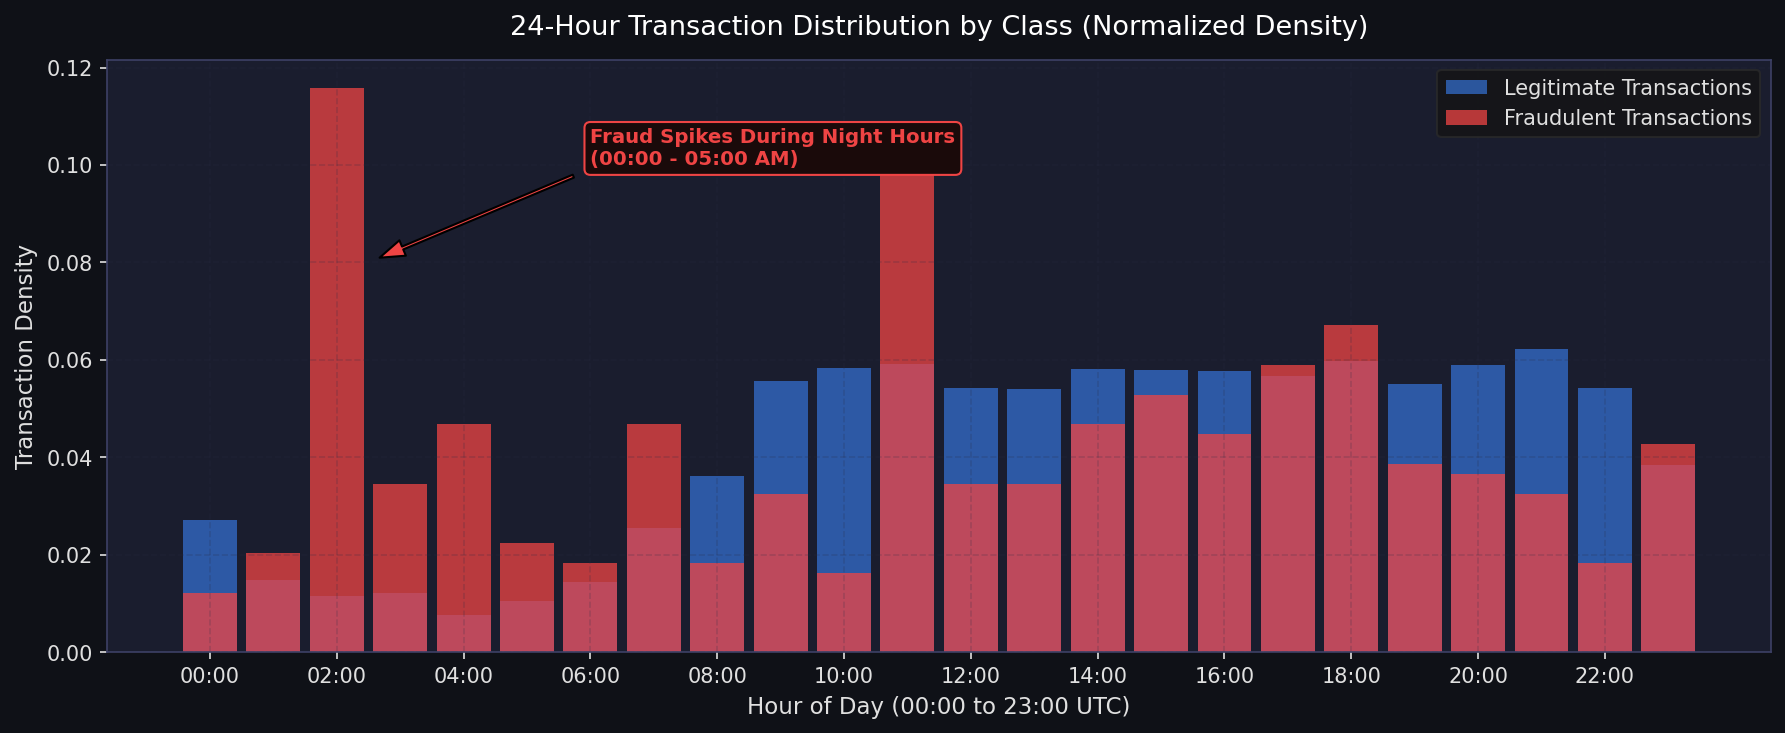 24-Hour Transaction Distribution by Class (Normalized Density)
Legitimate Transactions
Fraudulent Transactions
Fraud Spikes During Night Hours
(00:00 - 05:00 AM)
Transaction Density
0.12
0.10
0.08
0.06
0.04
0.02
0.00
00:00 02:00 04:00 06:00 08:00 10:00 12:00 14:00 16:00 18:00 20:00 22:00
Hour of Day (00:00 to 23:00 UTC)